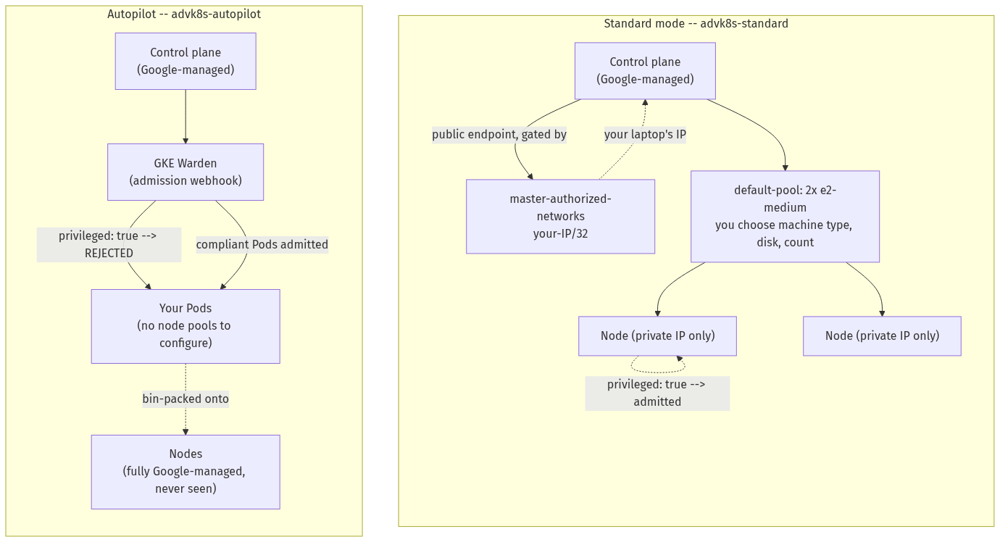 Autopilot -- advk8s-autopilot
Control plane
(Google-managed)
GKE Warden
(admission webhook)
privileged: true -->
REJECTED
compliant Pods admitted
Your Pods
(no node pools to
configure)
bin-packed onto
Nodes
(fully Google-managed,
never seen)
Standard mode -- advk8s-standard
Control plane
(Google-managed)
public endpoint, gated by
your laptop's IP
master-authorized-
networks
your-IP/32
default-pool: 2x e2-
medium
you choose machine type,
disk, count
Node (private IP only)
Node (private IP only)
privileged: true -->
admitted